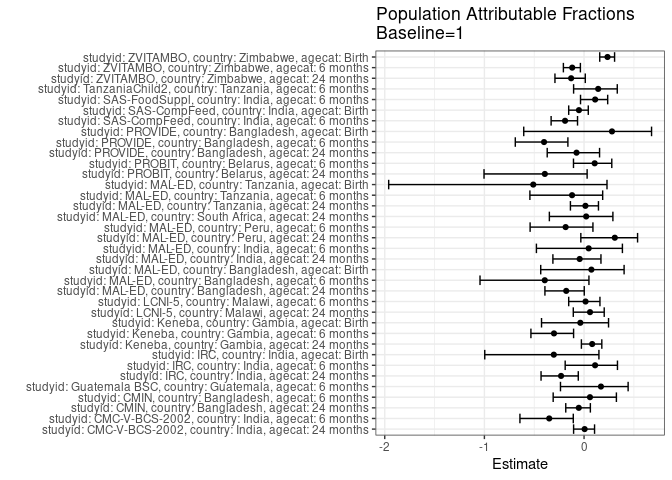 Population Attributable Fractions
Baseline=1
studyid: ZVITAMBO, country: Zimbabwe, agecat: Birth
studyid: ZVITAMBO, country: Zimbabwe, agecat: 6 months
studyid: ZVITAMBO, country: Zimbabwe, agecat: 24 months
studyid: TanzaniaChild2, country: Tanzania, agecat: 6 months
studyid: SAS-FoodSuppl, country: India, agecat: 6 months
studyid: SAS-CompFeed, country: India, agecat: Birth
studyid: SAS-CompFeed, country: India, agecat: 6 months
studyid: PROVIDE, country: Bangladesh, agecat: Birth
studyid: PROVIDE, country: Bangladesh, agecat: 6 months
studyid: PROVIDE, country: Bangladesh, agecat: 24 months
studyid: PROBIT, country: Belarus, agecat: 6 months
studyid: PROBIT, country: Belarus, agecat: 24 months
studyid: MAL-ED, country: Tanzania, agecat: Birth
studyid: MAL-ED, country: Tanzania, agecat: 6 months
studyid: MAL-ED, country: Tanzania, agecat: 24 months
studyid: MAL-ED, country: South Africa, agecat: 24 months
studyid: MAL-ED, country: Peru, agecat: 6 months
studyid: MAL-ED, country: Peru, agecat: 24 months
studyid: MAL-ED, country: India, agecat: 6 months
studyid: MAL-ED, country: India, agecat: 24 months
studyid: MAL-ED, country: Bangladesh, agecat: Birth
studyid: MAL-ED, country: Bangladesh, agecat: 6 months
studyid: MAL-ED, country: Bangladesh, agecat: 24 months
studyid: LCNI-5, country: Malawi, agecat: 6 months
studyid: LCNI-5, country: Malawi, agecat: 24 months
studyid: Keneba, country: Gambia, agecat: Birth
studyid: Keneba, country: Gambia, agecat: 6 months
studyid: Keneba, country: Gambia, agecat: 24 months
studyid: IRC, country: India, agecat: Birth
studyid: IRC, country: India, agecat: 6 months
studyid: IRC, country: India, agecat: 24 months
studyid: Guatemala BSC, country: Guatemala, agecat: 6 months
studyid: CMIN, country: Bangladesh, agecat: 6 months
studyid: CMIN, country: Bangladesh, agecat: 24 months
studyid: CMC-V-BCS-2002, country: India, agecat: 6 months
studyid: CMC-V-BCS-2002, country: India, agecat: 24 months
-2 -1 0
Estimate